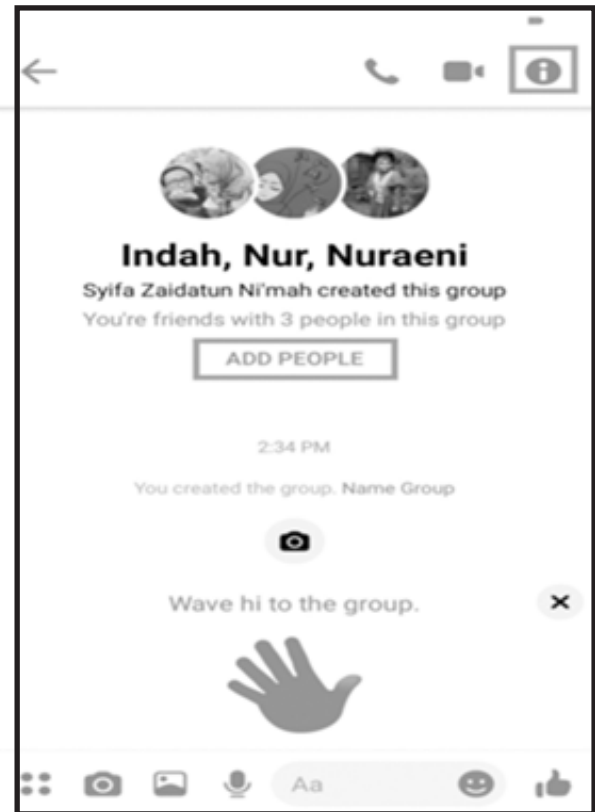 Indah, Nur, Nuraeni
Syifa Zaidatun Ni'mah created this group
You're friends with 3 people in this group
ADD PEOPLE
2:34 PM
You created the group. Name Group
Wave hi to the group.
Aa